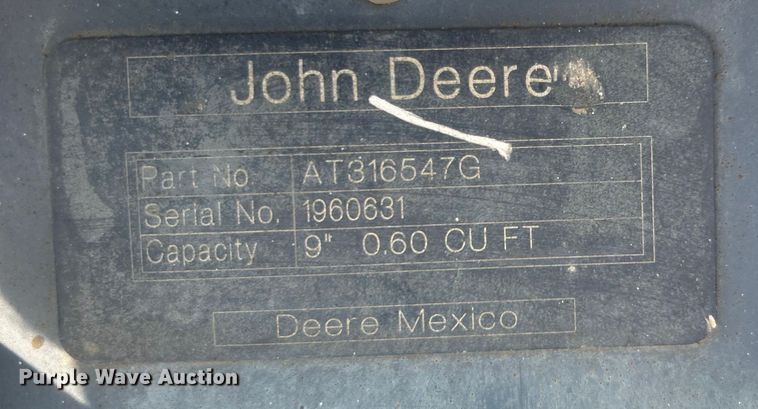 John Deere
Part No AT316547G
Serial No. 1960631
Capacity 9" 0.60 CU FT
Deere Mexico
Purple Wave Auction